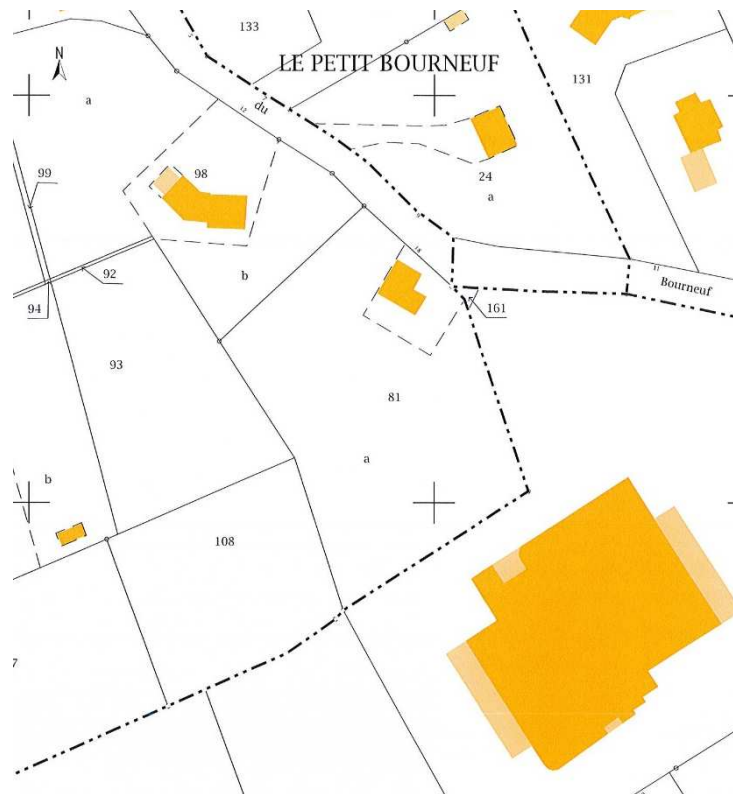 133
N
LE PETIT BOURNEUF
131
a
du
99
98
24
a
92
b
Bourneuf
94
161
93
81
a
b
108
7